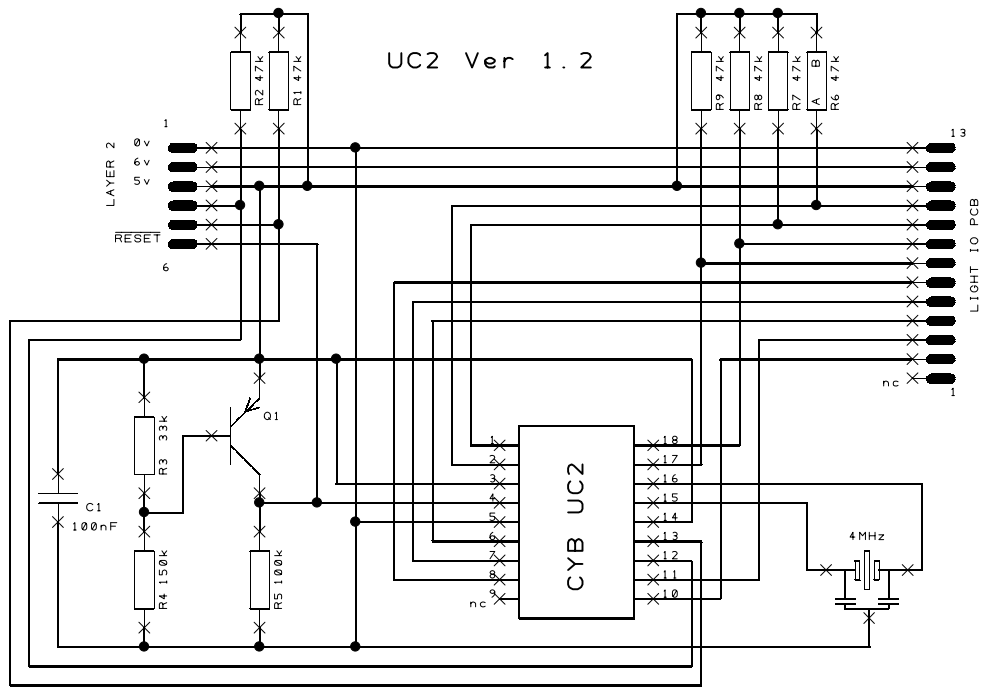 UC2 Ver 1.2
R2 47k
R1 47k
R9 47k
R8 47k
R7 47k
A B
R6 47k
1
13
LAYER 2
0v
6v
5v
RESET
6
LIGHT IO PCB
nc
1
Q1
R3 33k
C1
100nF
R4 150k
R5 100k
CYB UC2
1
2
3
4
5
6
7
8
9
nc
18
17
16
15
14
13
12
11
10
4MHz